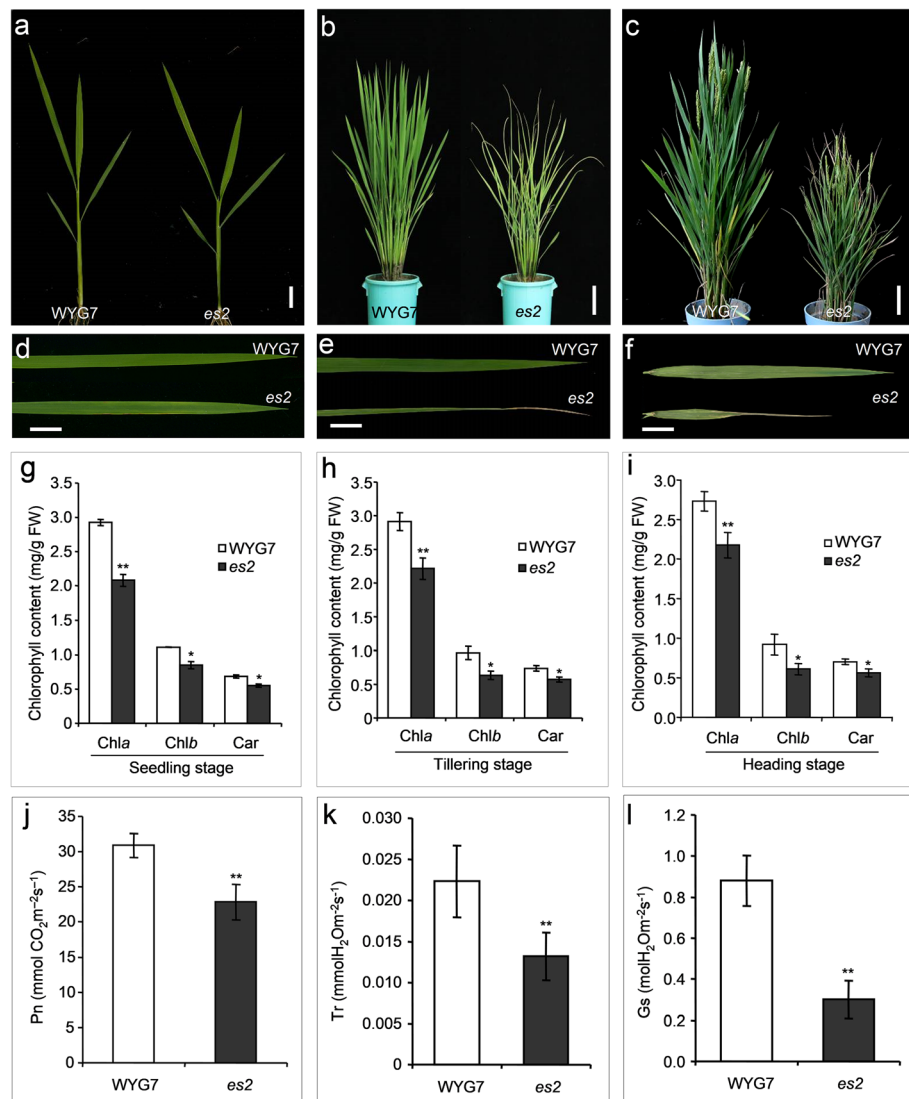 a
b
c
WYG7
es2
WYG7
es2
WYG7
es2
d
WYG7
es2
e
WYG7
es2
f
WYG7
es2
g
Chlorophyll content (mg/g FW)
3.5
3.0
2.5
2.0
1.5
1.0
0.5
0
WYG7
es2
**
*
*
Chla
Chlb
Car
Seedling stage
h
Chlorophyll content (mg/g FW)
3.5
3.0
2.5
2.0
1.5
1.0
0.5
0
WYG7
es2
**
*
*
Chla
Chlb
Car
Tillering stage
i
Chlorophyll content (mg/g FW)
3.0
2.5
2.0
1.5
1.0
0.5
0.0
WYG7
es2
**
*
*
Chla
Chlb
Car
Heading stage
j
Pn (mmol CO₂m⁻²s⁻¹)
35
30
25
20
15
10
5
0
**
WYG7
es2
k
Tr (mmolH₂Om⁻²s⁻¹)
0.030
0.025
0.020
0.015
0.010
0.005
0
**
WYG7
es2
l
Gs (molH₂Om⁻²s⁻¹)
1.2
1.0
0.8
0.6
0.4
0.2
0.0
**
WYG7
es2